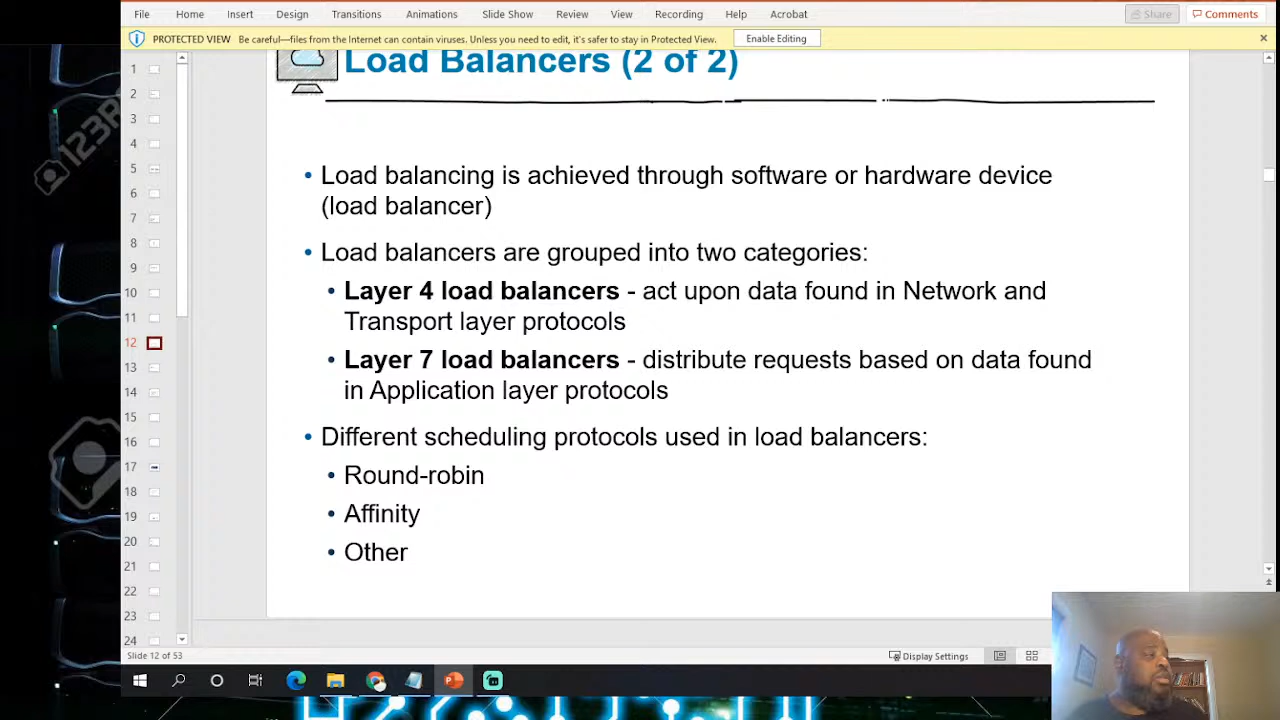 File Home Insert Design Transitions Animations Slide Show Review View Recording Help Acrobat Share Comments
PROTECTED VIEW Be careful—files from the Internet can contain viruses. Unless you need to edit, it's safer to stay in Protected View. Enable Editing
Load Balancers (2 of 2)
• Load balancing is achieved through software or hardware device
(load balancer)
• Load balancers are grouped into two categories:
• Layer 4 load balancers - act upon data found in Network and
Transport layer protocols
• Layer 7 load balancers - distribute requests based on data found
in Application layer protocols
• Different scheduling protocols used in load balancers:
• Round-robin
• Affinity
• Other
1
2
3
4
5
6
7
8
9
10
11
12
13
14
15
16
17
18
19
20
21
22
23
24
Slide 12 of 53 Display Settings